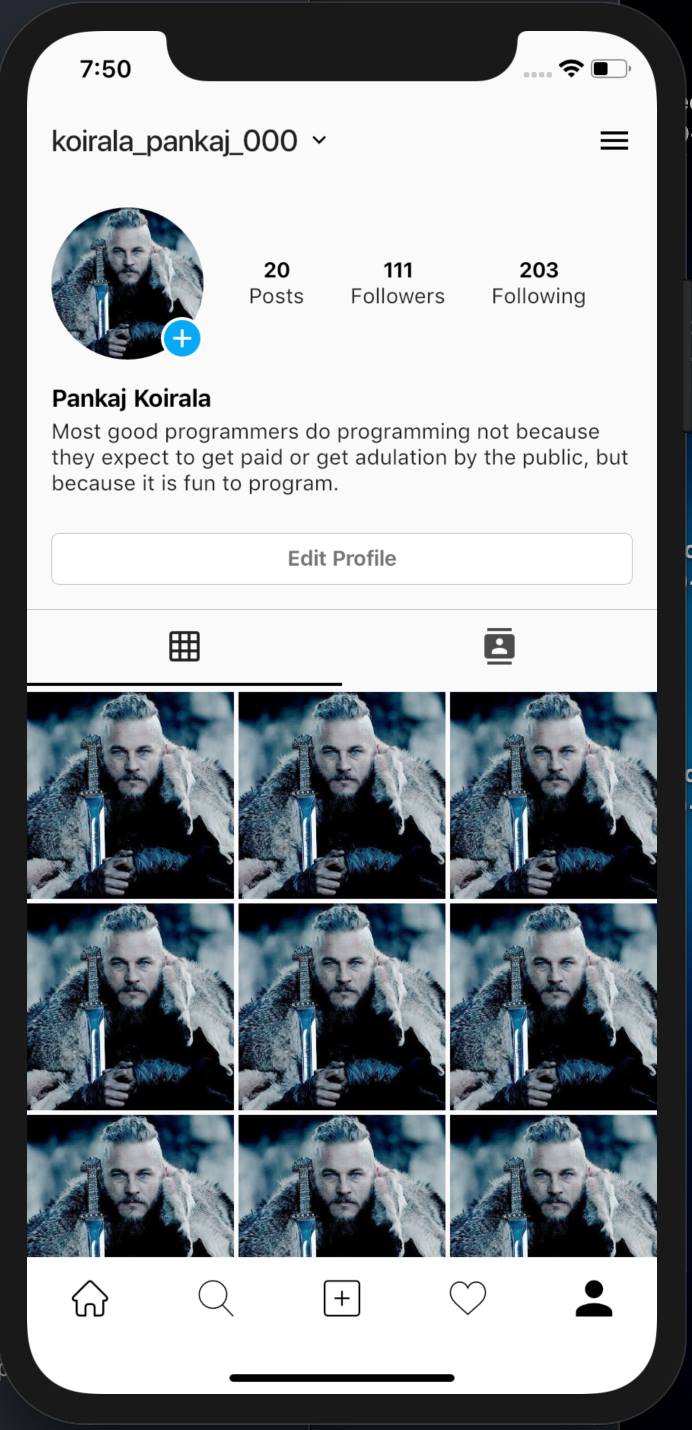 7:50
koirala_pankaj_000
20 111 203
Posts Followers Following
Pankaj Koirala
Most good programmers do programming not because
they expect to get paid or get adulation by the public, but
because it is fun to program.
Edit Profile